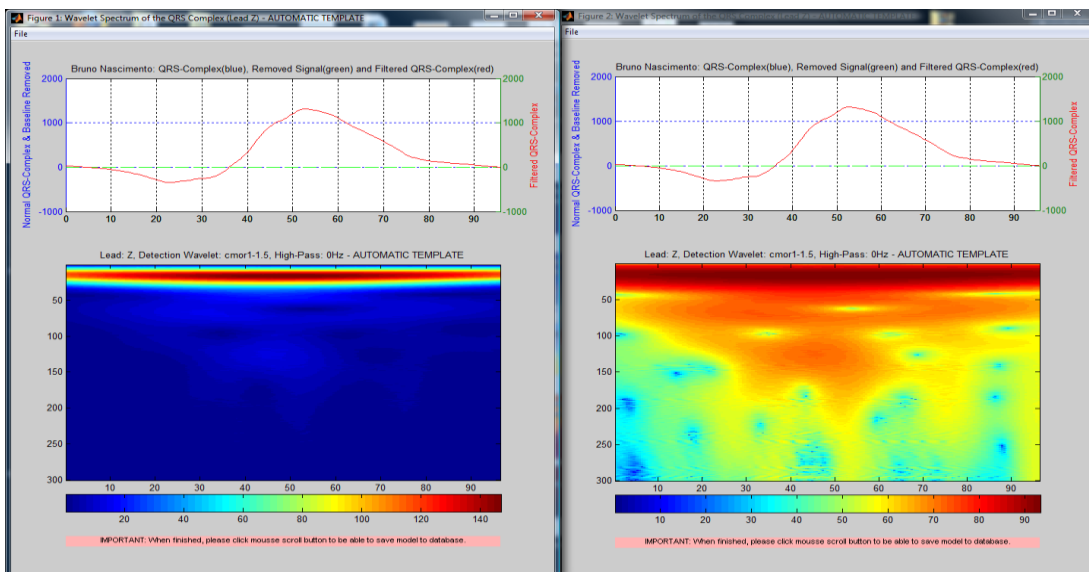 Figure 1: Wavelet Spectrum of the QRS Complex (Lead Z) - AUTOMATIC TEMPLATE
File
Bruno Nascimento: QRS-Complex(blue), Removed Signal(green) and Filtered QRS-Complex(red)
Normal QRS-Complex & Baseline Removed
2000
1000
0
-1000
2000
1000
0
-1000
Filtered QRS-Complex
0 10 20 30 40 50 60 70 80 90
Lead: Z, Detection Wavelet: cmor1-1.5, High-Pass: 0Hz - AUTOMATIC TEMPLATE
50
100
150
200
250
300
10 20 30 40 50 60 70 80 90
20 40 60 80 100 120 140
IMPORTANT: When finished, please click mousse scroll button to be able to save model to database.
Figure 2: Wavelet Spectrum of the QRS Complex (Lead Z) - AUTOMATIC TEMPLATE
File
Bruno Nascimento: QRS-Complex(blue), Removed Signal(green) and Filtered QRS-Complex(red)
Normal QRS-Complex & Baseline Removed
2000
1000
0
-1000
2000
1000
0
-1000
Filtered QRS-Complex
0 10 20 30 40 50 60 70 80 90
Lead: Z, Detection Wavelet: cmor1-1.5, High-Pass: 0Hz - AUTOMATIC TEMPLATE
50
100
150
200
250
300
10 20 30 40 50 60 70 80 90
10 20 30 40 50 60 70 80 90
IMPORTANT: When finished, please click mousse scroll button to be able to save model to database.